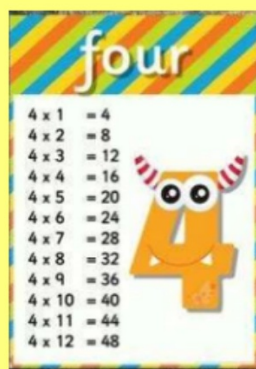 four
4 x 1 = 4
4 x 2 = 8
4 x 3 = 12
4 x 4 = 16
4 x 5 = 20
4 x 6 = 24
4 x 7 = 28
4 x 8 = 32
4 x 9 = 36
4 x 10 = 40
4 x 11 = 44
4 x 12 = 48
4